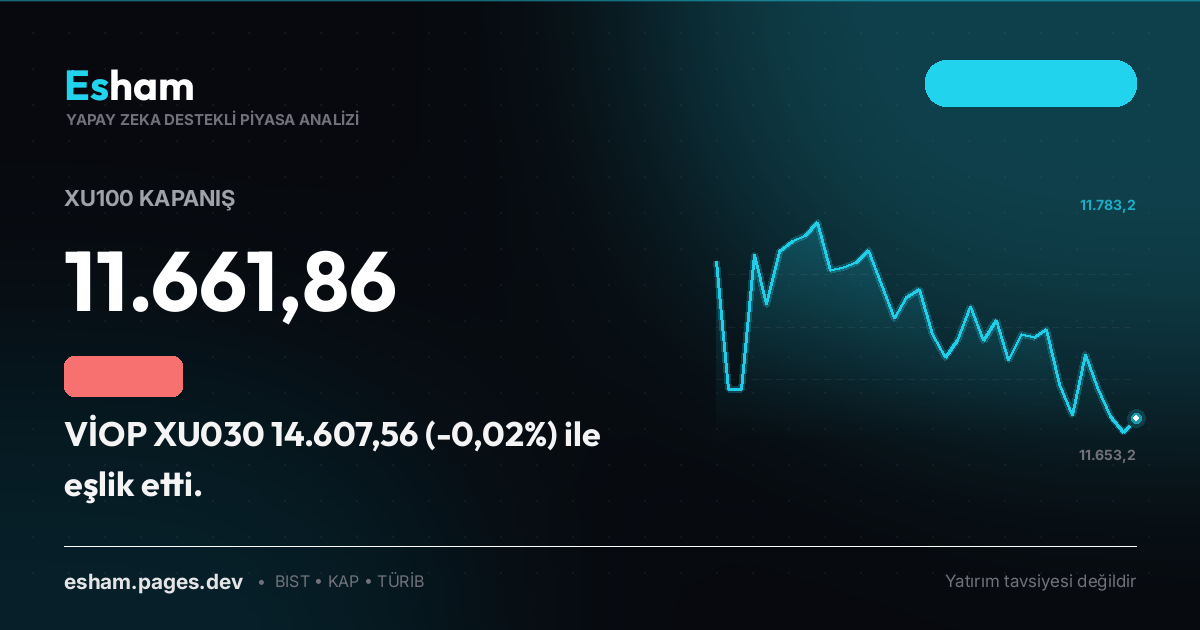 Esham
YAPAY ZEKA DESTEKLİ PİYASA ANALİZİ
XU100 KAPANIŞ
11.661,86
VİOP XU030 14.607,56 (-0,02%) ile
eşlik etti.
11.783,2
11.653,2
esham.pages.dev • BIST • KAP • TÜRİB
Yatırım tavsiyesi değildir